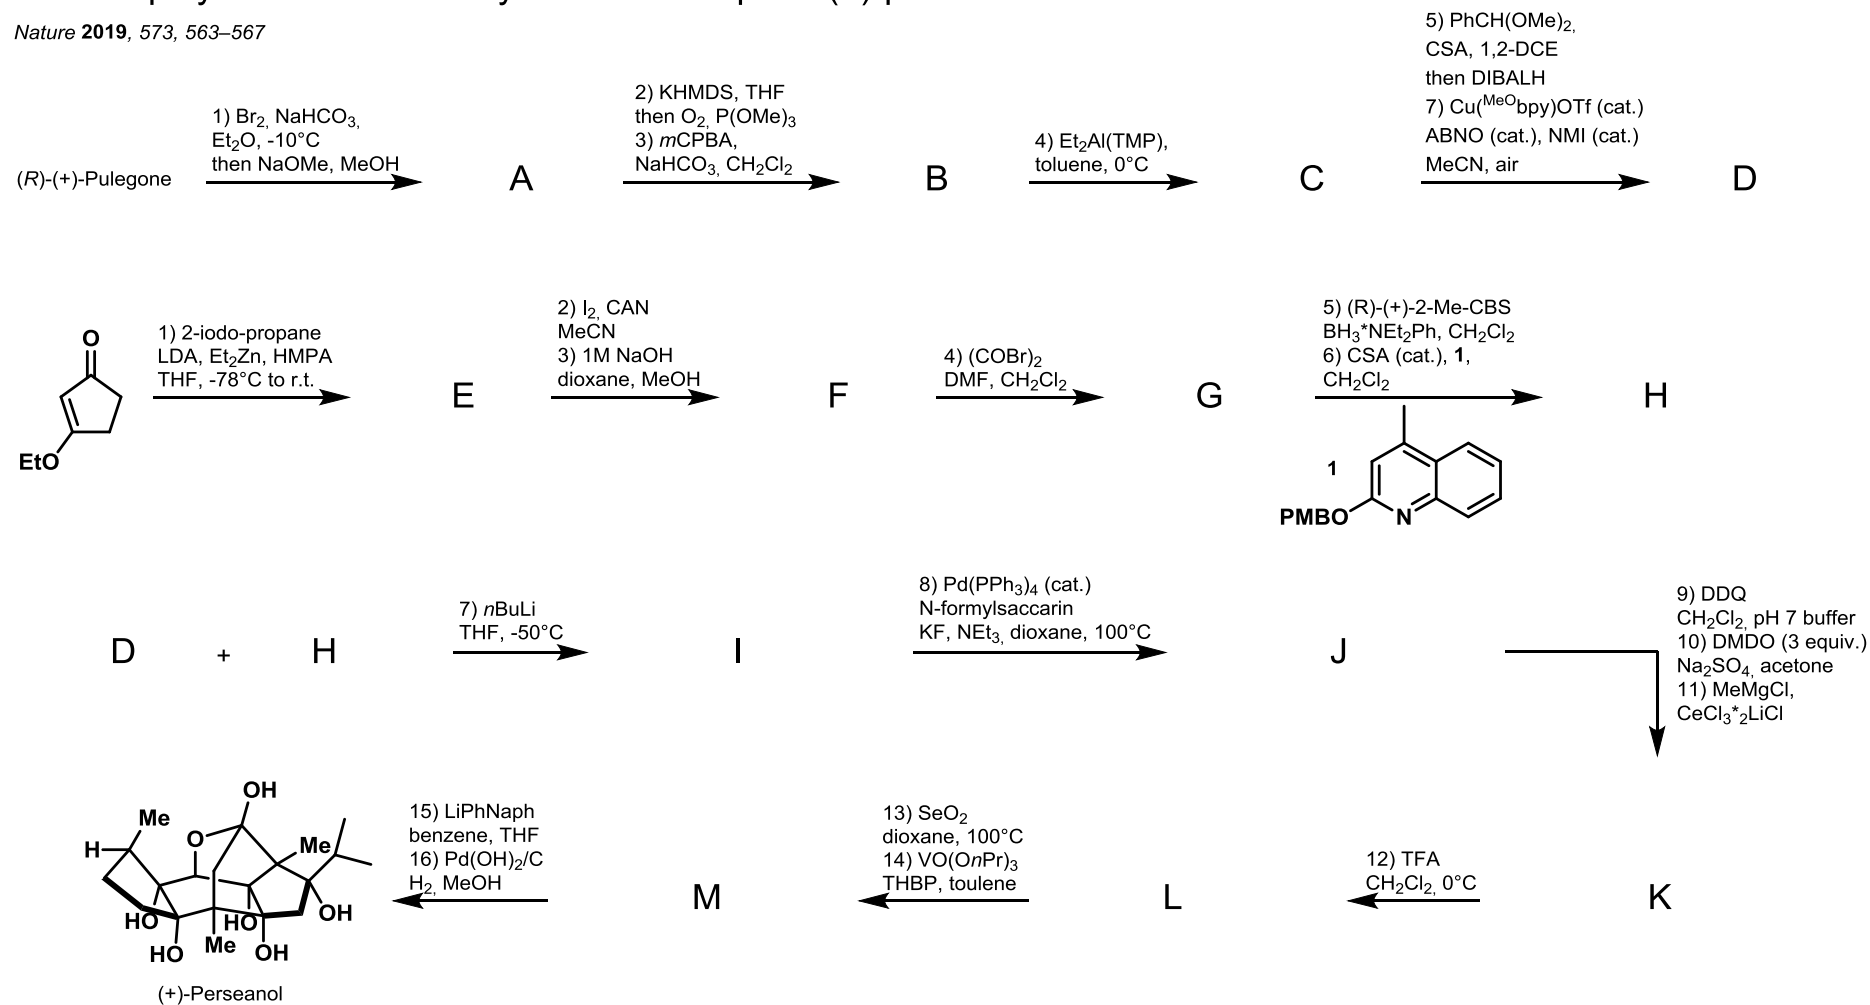 Nature 2019, 573, 563–567
(R)-(+)-Pulegone
1) Br2, NaHCO3,
Et2O, -10°C
then NaOMe, MeOH
A
2) KHMDS, THF
then O2, P(OMe)3
3) mCPBA,
NaHCO3, CH2Cl2
B
4) Et2Al(TMP),
toluene, 0°C
C
5) PhCH(OMe)2,
CSA, 1,2-DCE
then DIBALH
7) Cu(MeObpy)OTf (cat.)
ABNO (cat.), NMI (cat.)
MeCN, air
D
O
EtO
1) 2-iodo-propane
LDA, Et2Zn, HMPA
THF, -78°C to r.t.
E
2) I2, CAN
MeCN
3) 1M NaOH
dioxane, MeOH
F
4) (COBr)2
DMF, CH2Cl2
G
5) (R)-(+)-2-Me-CBS
BH3*NEt2Ph, CH2Cl2
6) CSA (cat.), 1,
CH2Cl2
1
PMBO
N
H
D + H
7) nBuLi
THF, -50°C
I
8) Pd(PPh3)4 (cat.)
N-formylsaccarin
KF, NEt3, dioxane, 100°C
J
9) DDQ
CH2Cl2, pH 7 buffer
10) DMDO (3 equiv.)
Na2SO4, acetone
11) MeMgCl,
CeCl3*2LiCl
K
12) TFA
CH2Cl2, 0°C
L
13) SeO2
dioxane, 100°C
14) VO(OnPr)3
THBP, toulene
M
15) LiPhNaph
benzene, THF
16) Pd(OH)2/C
H2, MeOH
OH
Me
O
H
Me
HO
HO
OH
HO
Me
OH
(+)-Perseanol